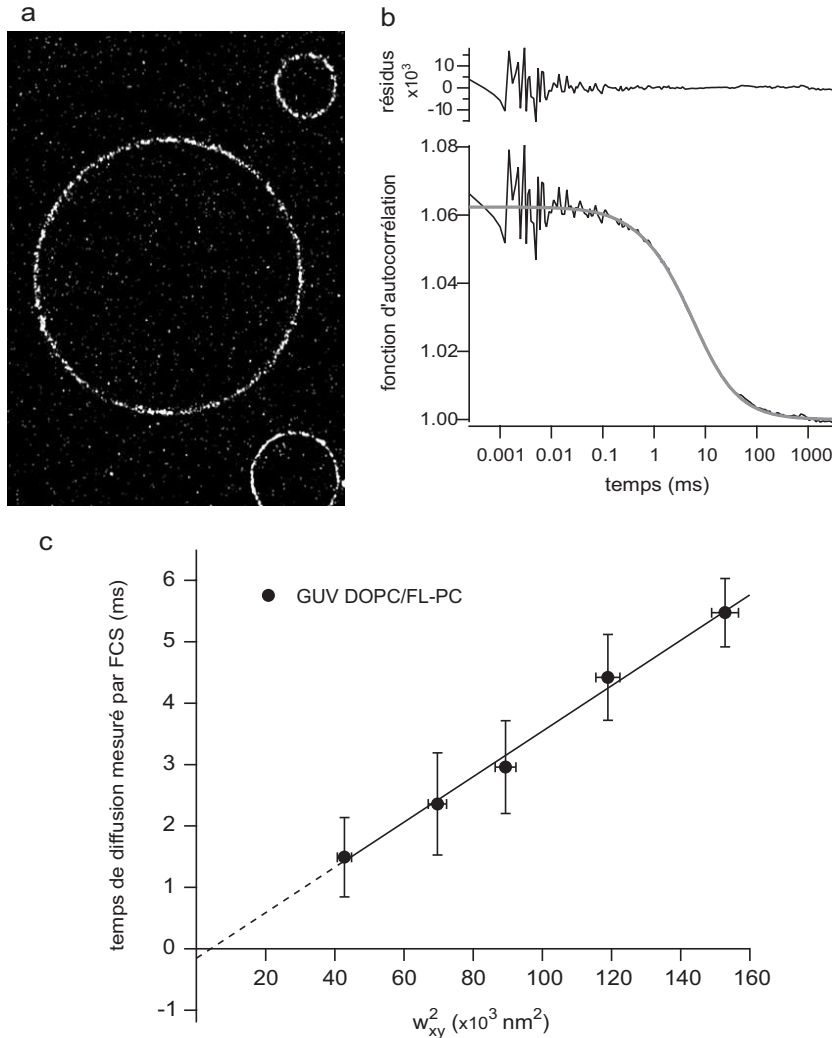 a
b
résidus
x10³
10
0
-10
fonction d'autocorrélation
1.08
1.06
1.04
1.02
1.00
0.001 0.01 0.1 1 10 100 1000
temps (ms)
c
temps de diffusion mesuré par FCS (ms)
6
5
4
3
2
1
0
-1
GUV DOPC/FL-PC
20 40 60 80 100 120 140 160
w²xy (x10³ nm²)